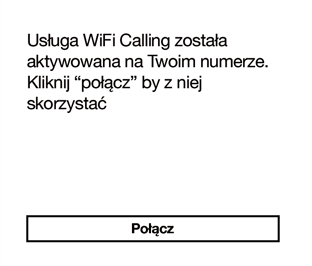 Usługa WiFi Calling została
aktywowana na Twoim numerze.
Kliknij “połącz” by z niej
skorzystać
Połącz